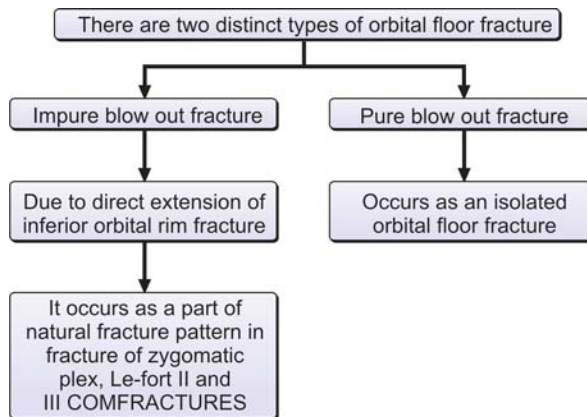 There are two distinct types of orbital floor fracture
Impure blow out fracture
Pure blow out fracture
Due to direct extension of
inferior orbital rim fracture
Occurs as an isolated
orbital floor fracture
It occurs as a part of
natural fracture pattern in
fracture of zygomatic
plex, Le-fort II and
III COMFRACTURES